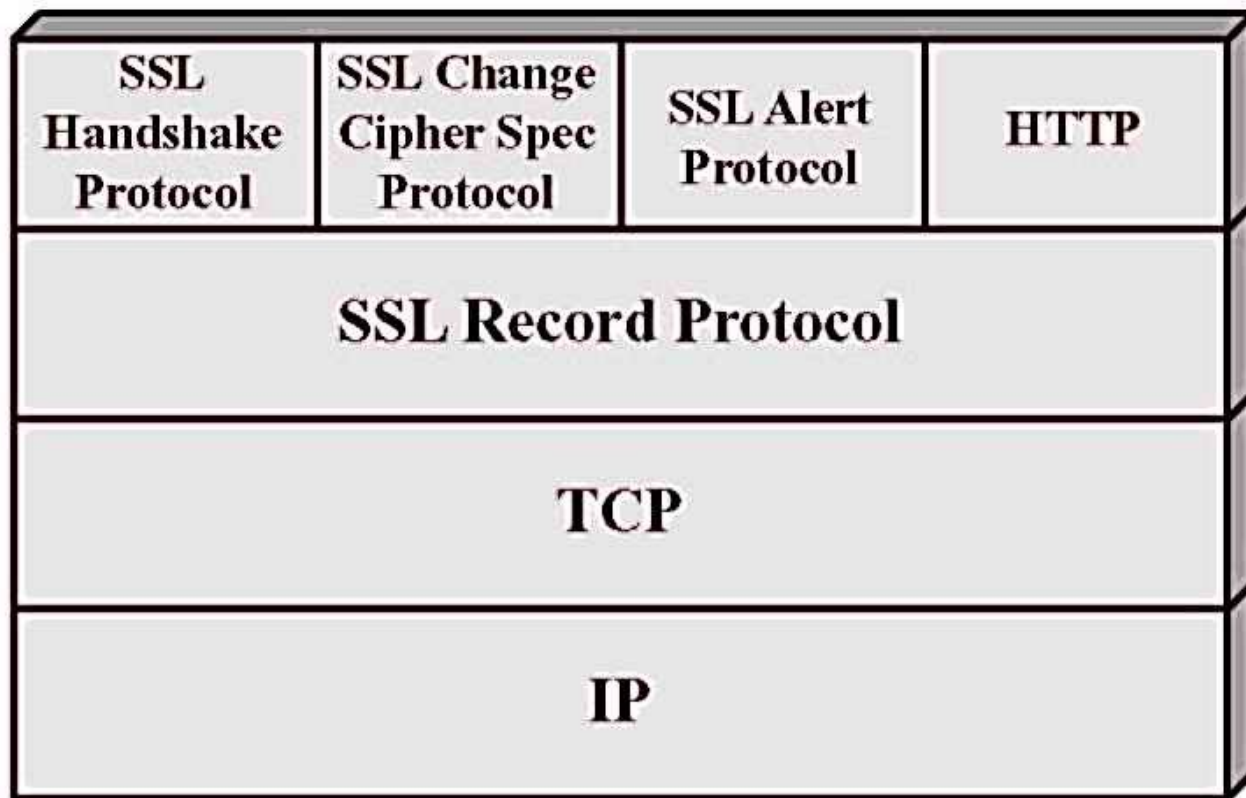 SSL
Handshake
Protocol
SSL Change
Cipher Spec
Protocol
SSL Alert
Protocol
HTTP
SSL Record Protocol
TCP
IP